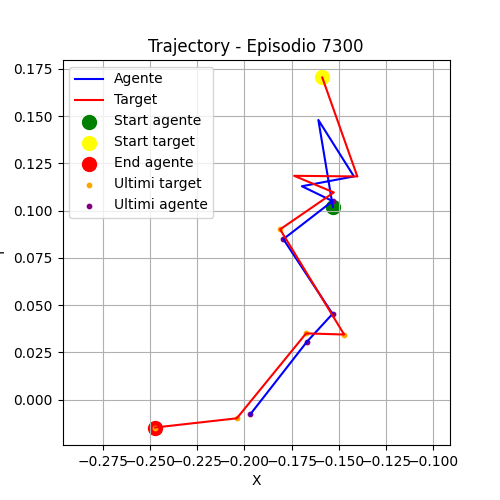 Trajectory - Episodio 7300
Agente
Target
Start agente
Start target
End agente
Ultimi target
Ultimi agente
0.175
0.150
0.125
0.100
0.075
0.050
0.025
0.000
−0.275 −0.250 −0.225 −0.200 −0.175 −0.150 −0.125 −0.100
X